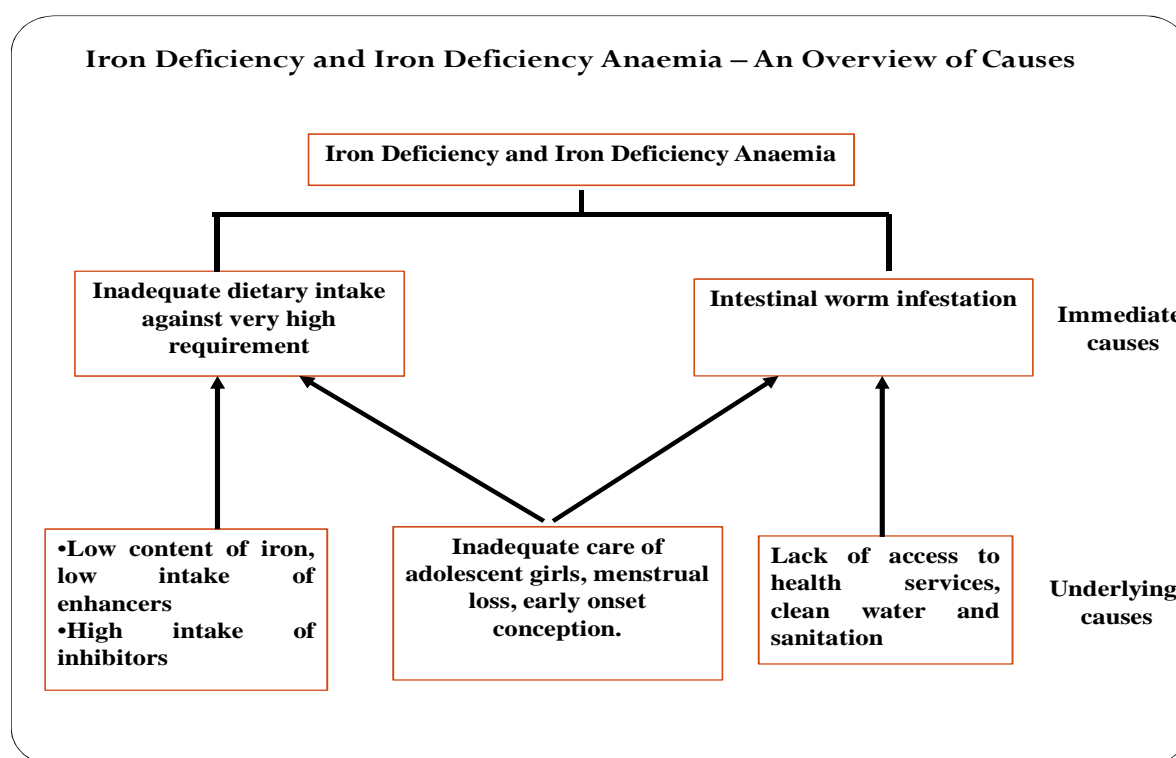 Iron Deficiency and Iron Deficiency Anaemia – An Overview of Causes
Iron Deficiency and Iron Deficiency Anaemia
Inadequate dietary intake
against very high
requirement
Intestinal worm infestation
Immediate
causes
•Low content of iron,
low intake of
enhancers
•High intake of
inhibitors
Inadequate care of
adolescent girls, menstrual
loss, early onset
conception.
Lack of access to
health services,
clean water and
sanitation
Underlying
causes